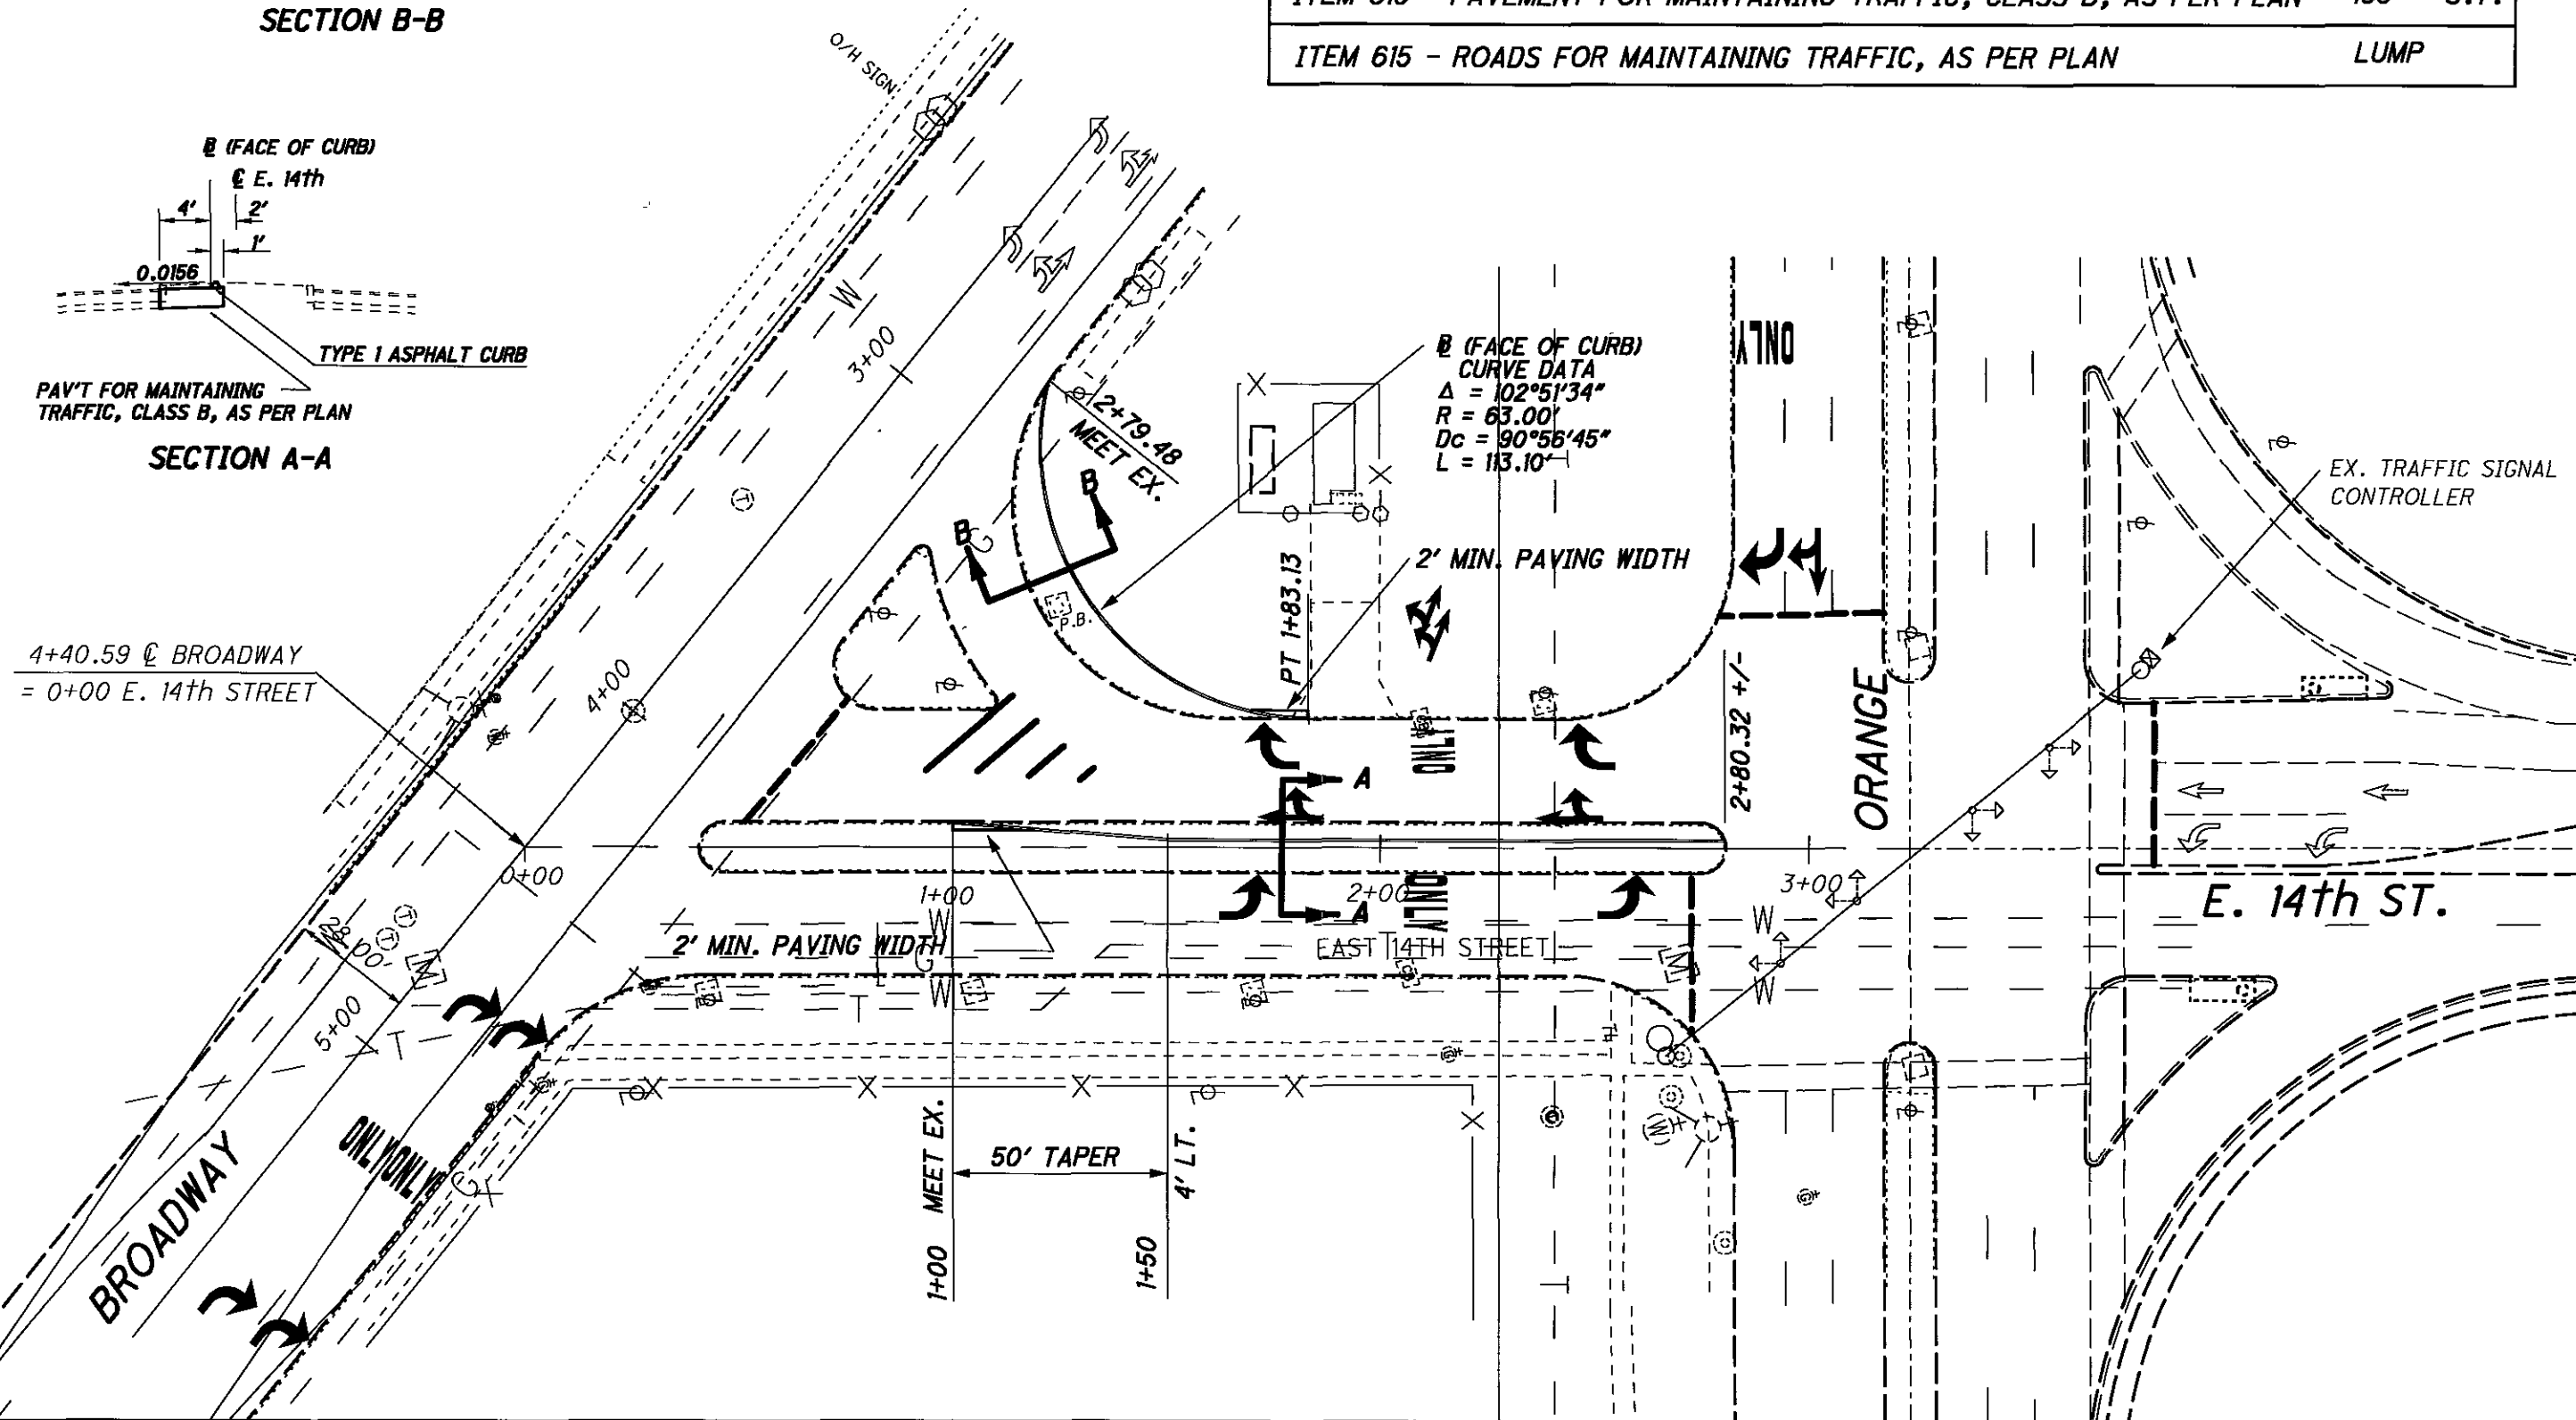 SECTION B-B
ITEM 615 - ROADS FOR MAINTAINING TRAFFIC, AS PER PLAN LUMP
O/H SIGN
(FACE OF CURB)
℄ E. 14th
4' 2'
1'
0.0156
TYPE 1 ASPHALT CURB
PAV'T FOR MAINTAINING
TRAFFIC, CLASS B, AS PER PLAN
SECTION A-A
W
3+00
2+79.48
MEET EX.
(FACE OF CURB)
CURVE DATA
Δ = 102°51'34"
R = 63.00'
Dc = 90°56'45"
L = 113.10'
ONLY
EX. TRAFFIC SIGNAL
CONTROLLER
B
B
G
T
P.B.
PT 1+83.13
2' MIN. PAVING WIDTH
4+40.59 ℄ BROADWAY
= 0+00 E. 14th STREET
4+00
ONLY
2+80.32 +/-
ORANGE
A
A
0+00
1+00
2+00
3+00
ONLY
E. 14th ST.
W
W
2' MIN. PAVING WIDTH
G
EAST 14TH STREET
28.00'
T
T
M
M
W
W
T
5+00
T
X
X
X
X
X
W
G
ONLY
ONLY
G
X
BROADWAY
1+00 MEET EX.
50' TAPER
1+50
4' LT.